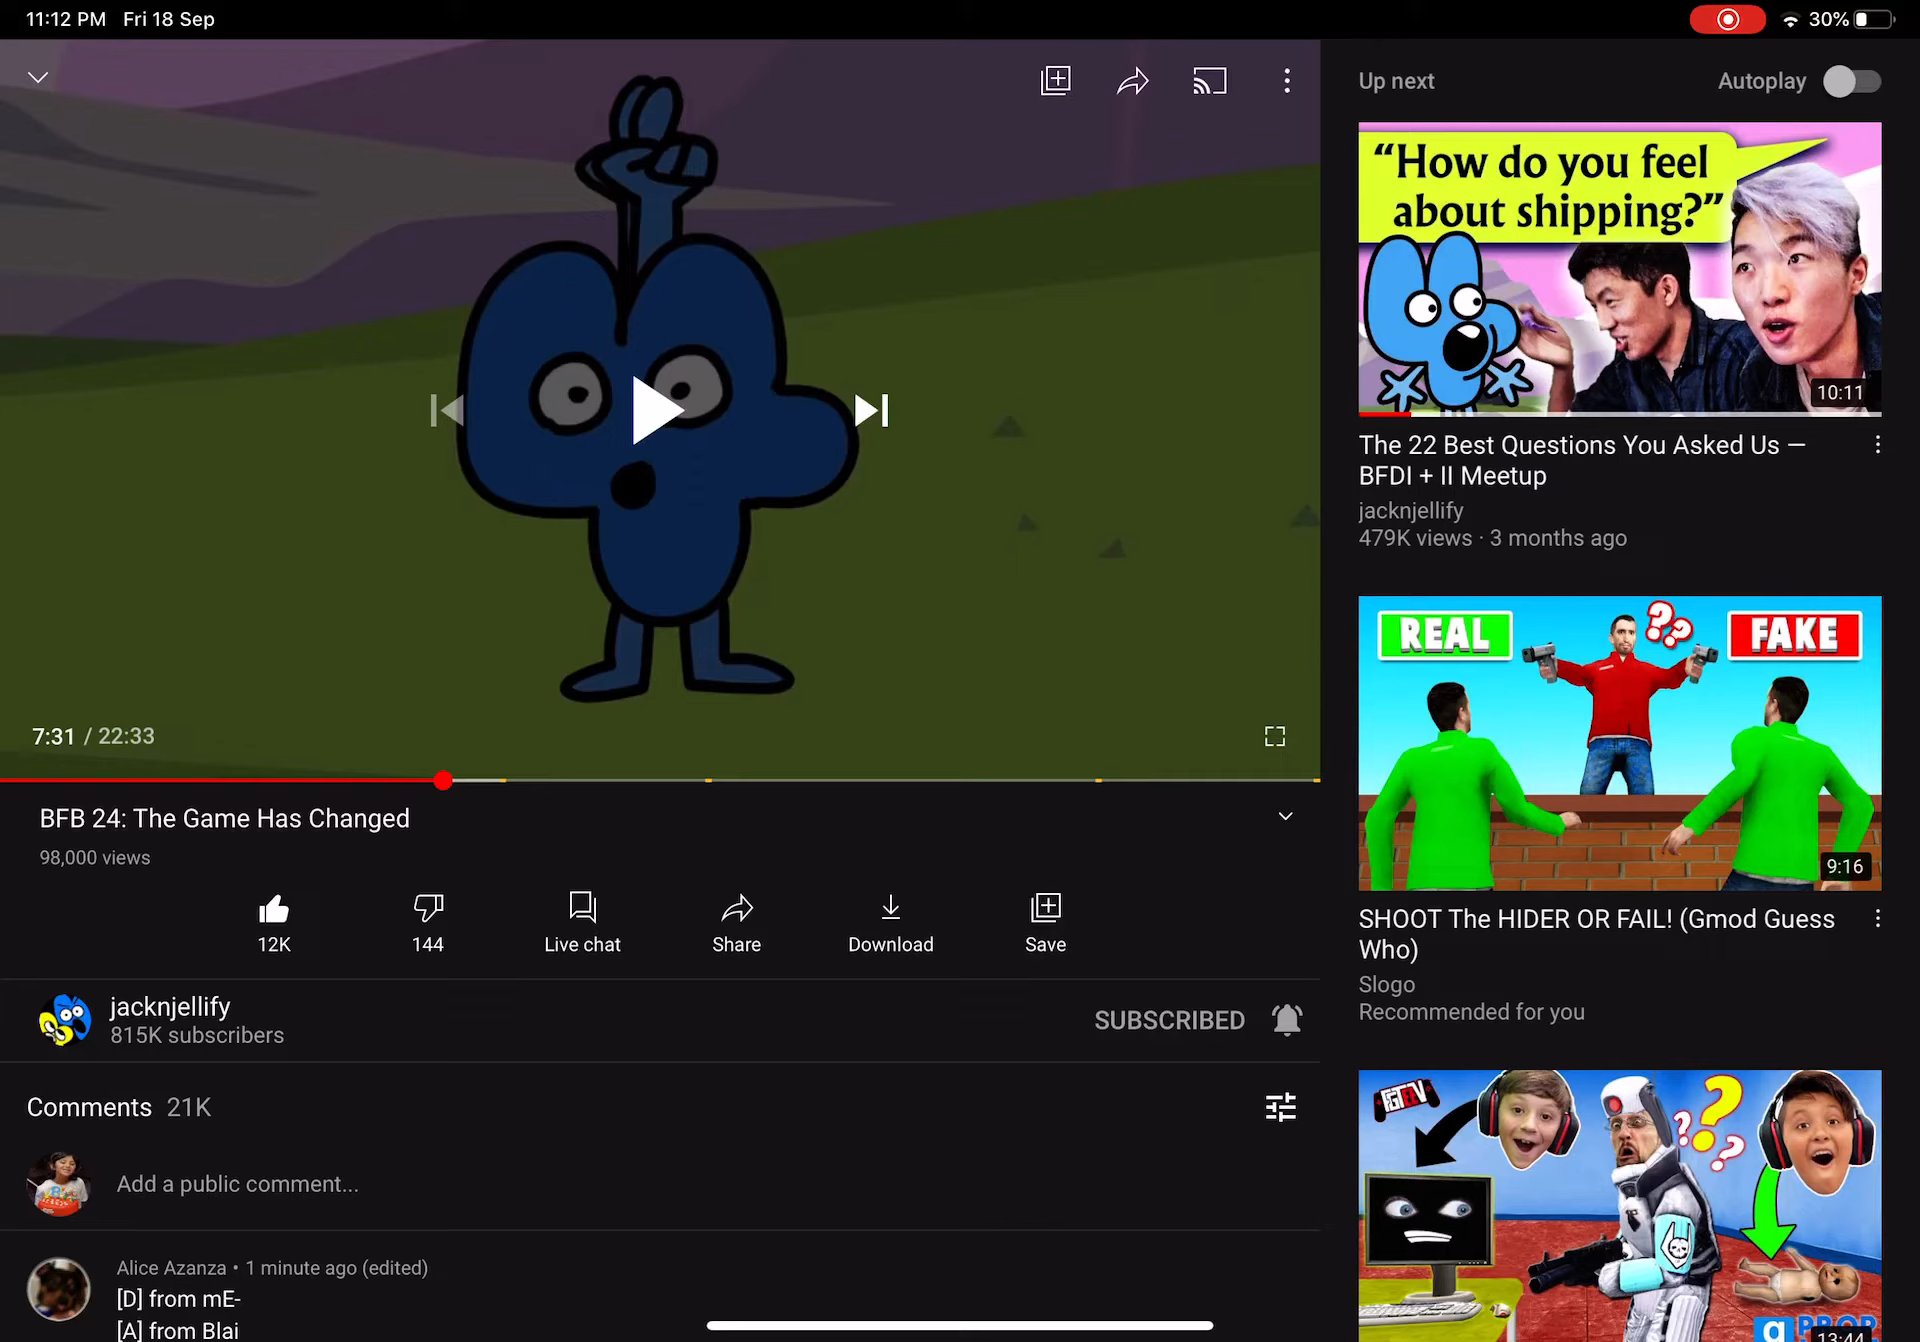 11:12 PM Fri 18 Sep
30%
Up next
Autoplay
“How do you feel
about shipping?”
10:11
The 22 Best Questions You Asked Us —
BFDI + II Meetup
jacknjellify
479K views · 3 months ago
7:31 / 22:33
REAL
FAKE
??
9:16
SHOOT The HIDER OR FAIL! (Gmod Guess
Who)
Slogo
Recommended for you
BFB 24: The Game Has Changed
98,000 views
12K
144
Live chat
Share
Download
Save
jacknjellify
815K subscribers
SUBSCRIBED
Comments 21K
Add a public comment...
Alice Azanza • 1 minute ago (edited)
[D] from mE-
[A] from Blai
FGTEEV
???
13:44